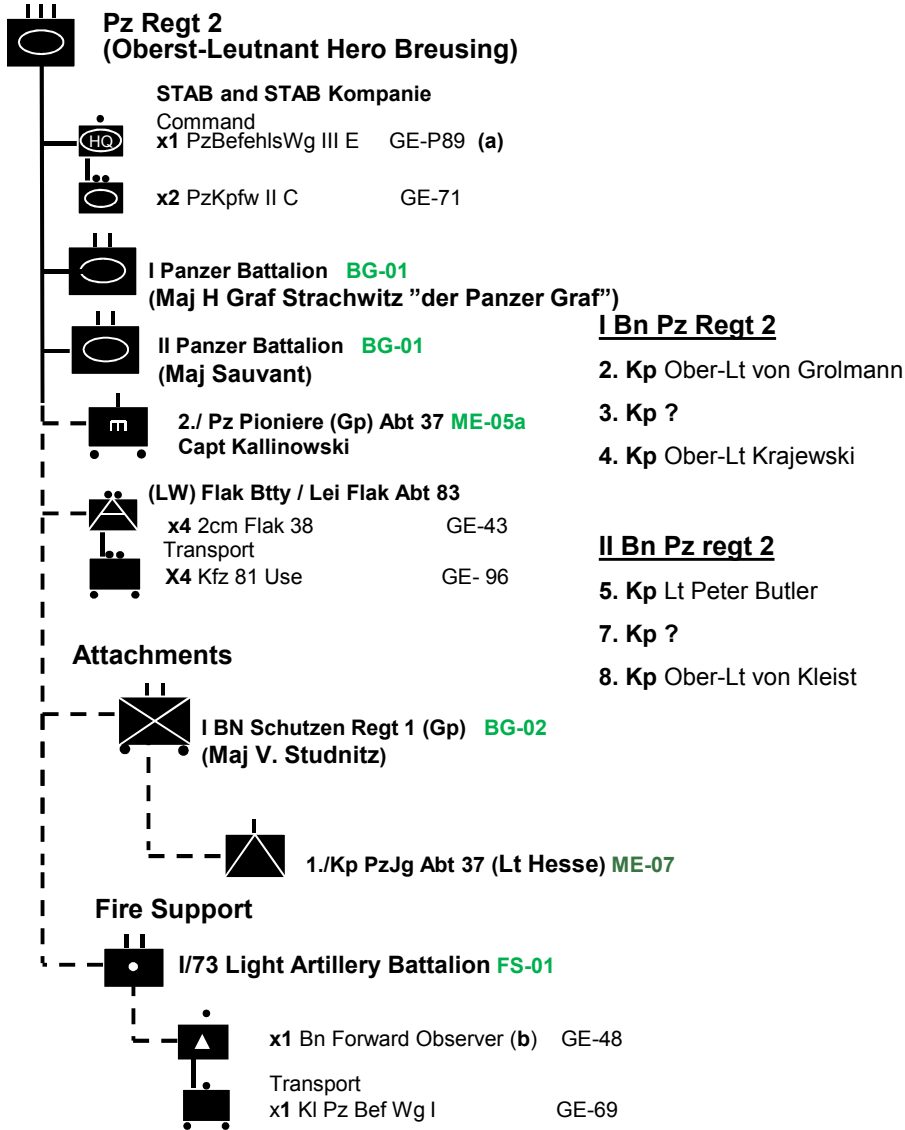 Pz Regt 2
(Oberst-Leutnant Hero Breusing)
STAB and STAB Kompanie
Command
HQ
x1 PzBefehlsWg III E GE-P89 (a)
x2 PzKpfw II C GE-71
I Panzer Battalion BG-01
(Maj H Graf Strachwitz ”der Panzer Graf”)
II Panzer Battalion BG-01
(Maj Sauvant)
2./ Pz Pioniere (Gp) Abt 37 ME-05a
Capt Kallinowski
(LW) Flak Btty / Lei Flak Abt 83
x4 2cm Flak 38 GE-43
Transport
X4 Kfz 81 Use GE- 96
I Bn Pz Regt 2
2. Kp Ober-Lt von Grolmann
3. Kp ?
4. Kp Ober-Lt Krajewski
II Bn Pz regt 2
5. Kp Lt Peter Butler
7. Kp ?
8. Kp Ober-Lt von Kleist
Attachments
I BN Schutzen Regt 1 (Gp) BG-02
(Maj V. Studnitz)
1./Kp PzJg Abt 37 (Lt Hesse) ME-07
Fire Support
I/73 Light Artillery Battalion FS-01
x1 Bn Forward Observer (b) GE-48
Transport
x1 Kl Pz Bef Wg I GE-69